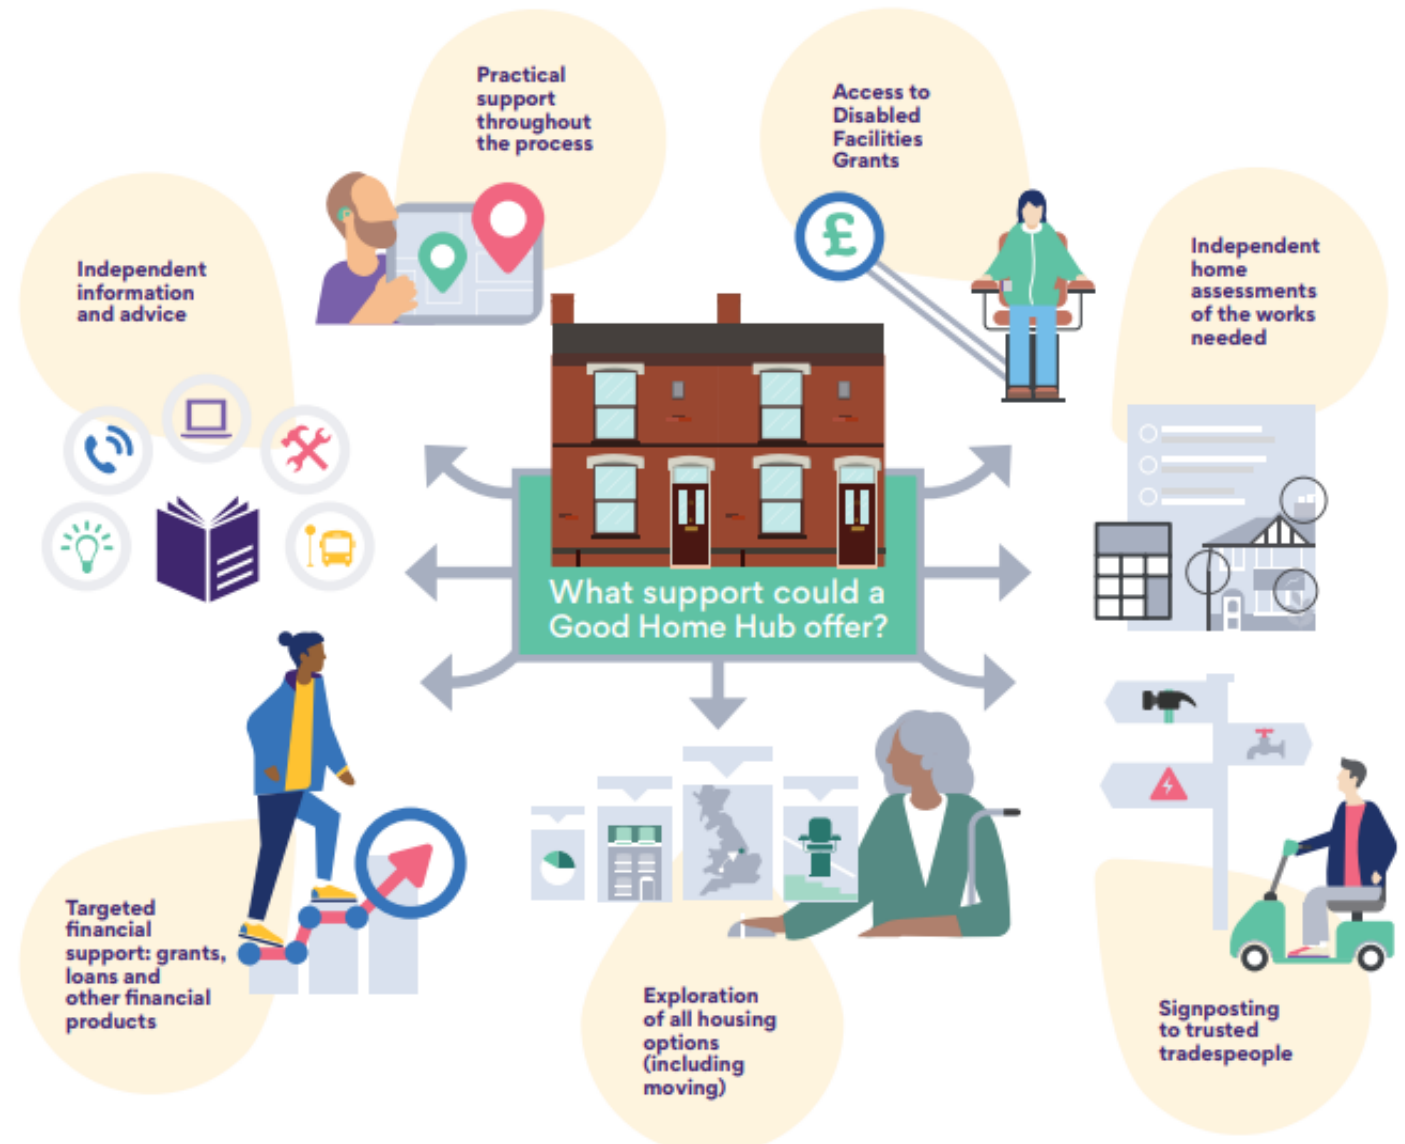 Practical
support
throughout
the process
Access to
Disabled
Facilities
Grants
Independent
information
and advice
Independent
home
assessments
of the works
needed
£
What support could a
Good Home Hub offer?
Targeted
financial
support: grants,
loans and
other financial
products
Exploration
of all housing
options
(including
moving)
Signposting
to trusted
tradespeople